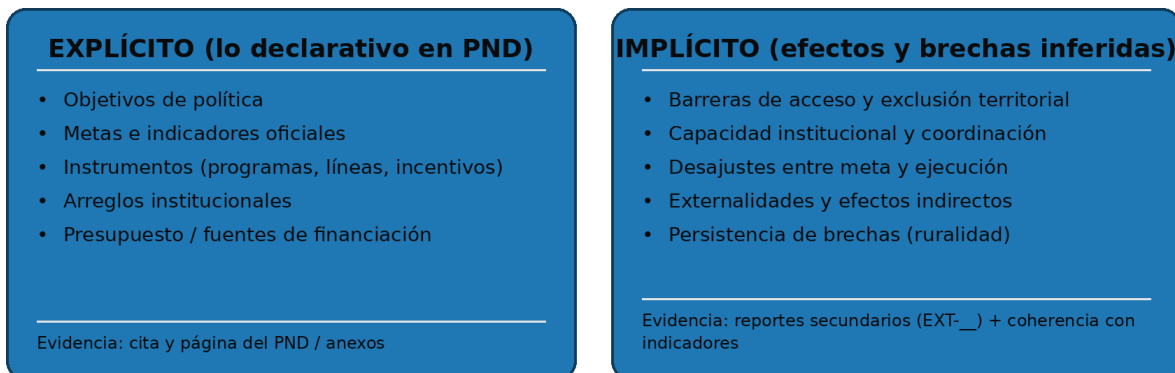 EXPLÍCITO (lo declarativo en PND)
• Objetivos de política
• Metas e indicadores oficiales
• Instrumentos (programas, líneas, incentivos)
• Arreglos institucionales
• Presupuesto / fuentes de financiación
Evidencia: cita y página del PND / anexos
IMPLÍCITO (efectos y brechas inferidas)
• Barreras de acceso y exclusión territorial
• Capacidad institucional y coordinación
• Desajustes entre meta y ejecución
• Externalidades y efectos indirectos
• Persistencia de brechas (ruralidad)
Evidencia: reportes secundarios (EXT-__) + coherencia con
indicadores